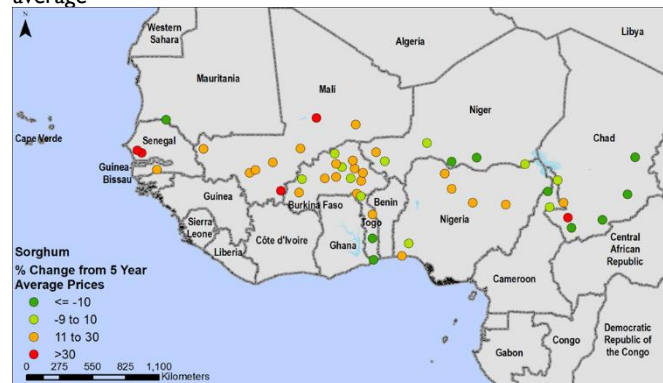 average
Western
Sahara
Algeria
Libya
Mauritania
Mali
Niger
Cape Verde
Senegal
Chad
Guinea-
Bissau
Guinea
Burkina Faso
Benin
Nigeria
Togo
Sierra
Leone
Côte d'Ivoire
Ghana
Liberia
Central
African
Republic
Cameroon
Sorghum
% Change from 5 Year
Average Prices
<= -10
-9 to 10
11 to 30
>30
Gabon
Congo
Democratic
Republic of
the Congo
0 275 550 825 1,100
Kilometers